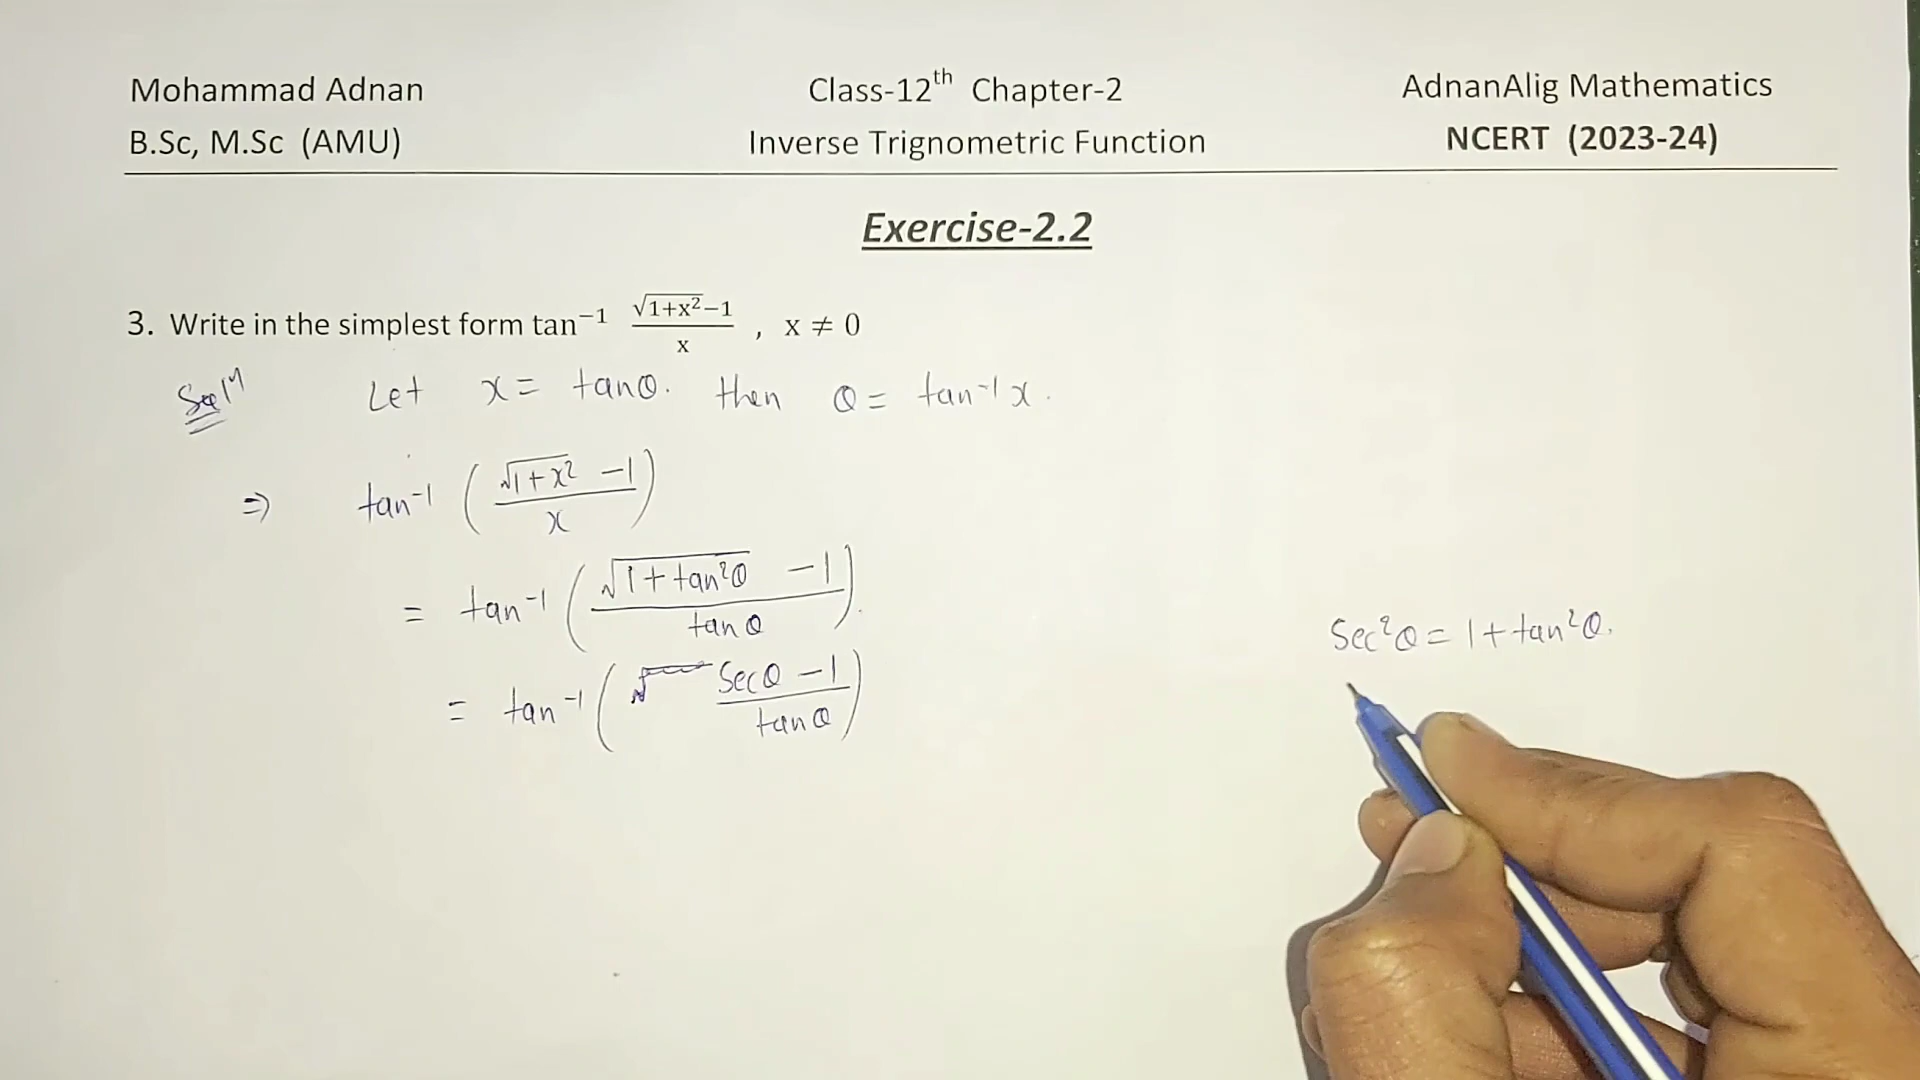 Mohammad Adnan
B.Sc, M.Sc (AMU)
Class-12th Chapter-2
Inverse Trignometric Function
AdnanAlig Mathematics
NCERT (2023-24)
Exercise-2.2
3. Write in the simplest form tan⁻¹ (√(1+x²)−1)/x , x ≠ 0
Solⁿ Let x = tanθ. then θ = tan⁻¹x.
⇒ tan⁻¹ ((√(1+x²) −1)/x)
= tan⁻¹ ((√(1+tan²θ) −1)/tanθ).
= tan⁻¹ ((secθ −1)/tanθ)
Sec²θ = 1+tan²θ.